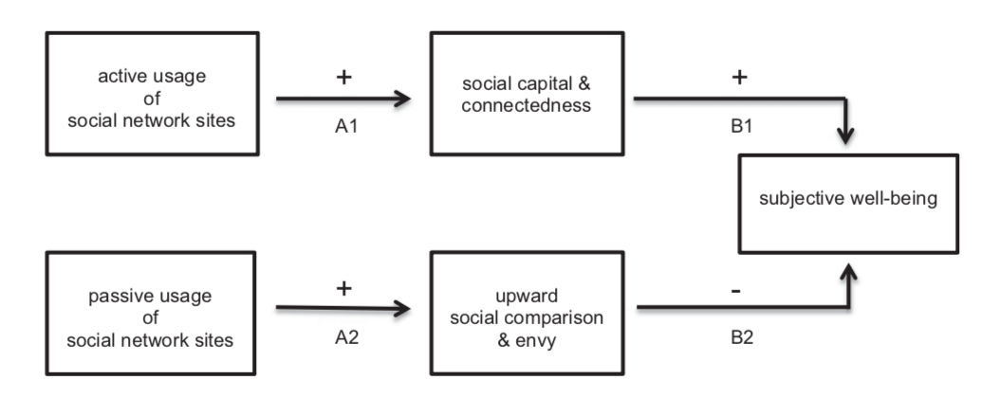 active usage
of
social network sites
+
A1
social capital &
connectedness
+
B1
subjective well-being
passive usage
of
social network sites
+
A2
upward
social comparison
& envy
-
B2